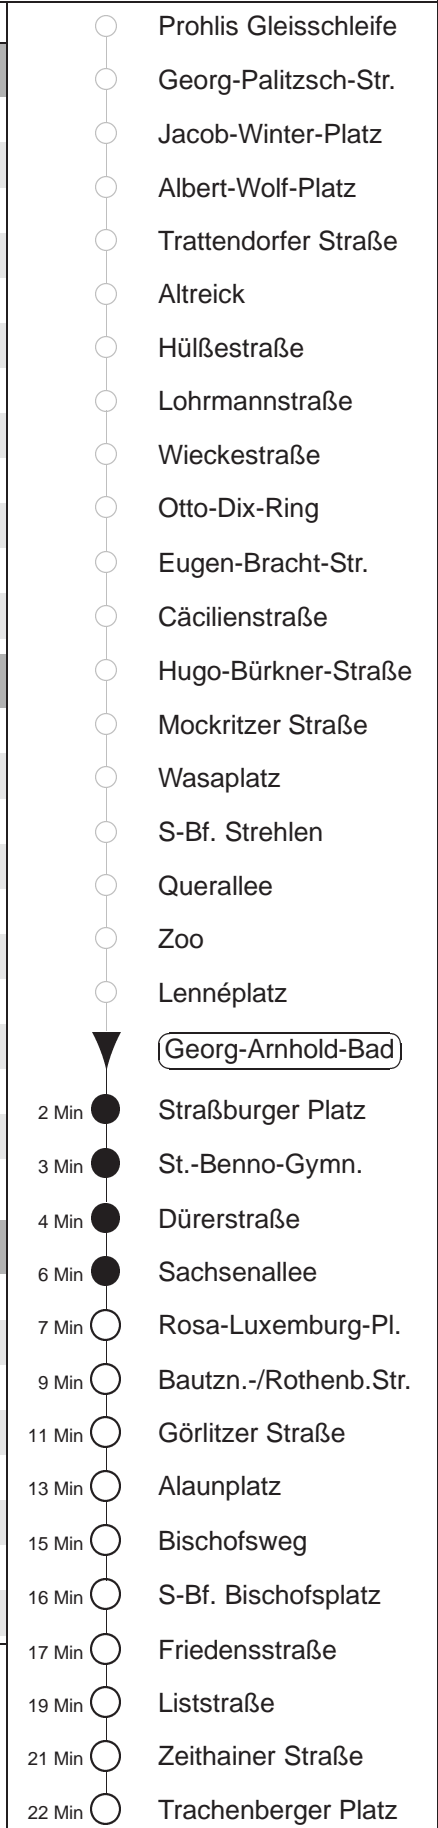 Prohlis Gleisschleife
Georg-Palitzsch-Str.
Jacob-Winter-Platz
Albert-Wolf-Platz
Trattendorfer Straße
Altreick
Hülßestraße
Lohrmannstraße
Wieckestraße
Otto-Dix-Ring
Eugen-Bracht-Str.
Cäcilienstraße
Hugo-Bürkner-Straße
Mockritzer Straße
Wasaplatz
S-Bf. Strehlen
Querallee
Zoo
Lennéplatz
Georg-Arnhold-Bad
2 Min Straßburger Platz
3 Min St.-Benno-Gymn.
4 Min Dürerstraße
6 Min Sachsenallee
7 Min Rosa-Luxemburg-Pl.
9 Min Bautzn.-/Rothenb.Str.
11 Min Görlitzer Straße
13 Min Alaunplatz
15 Min Bischofsweg
16 Min S-Bf. Bischofsplatz
17 Min Friedensstraße
19 Min Liststraße
21 Min Zeithainer Straße
22 Min Trachenberger Platz